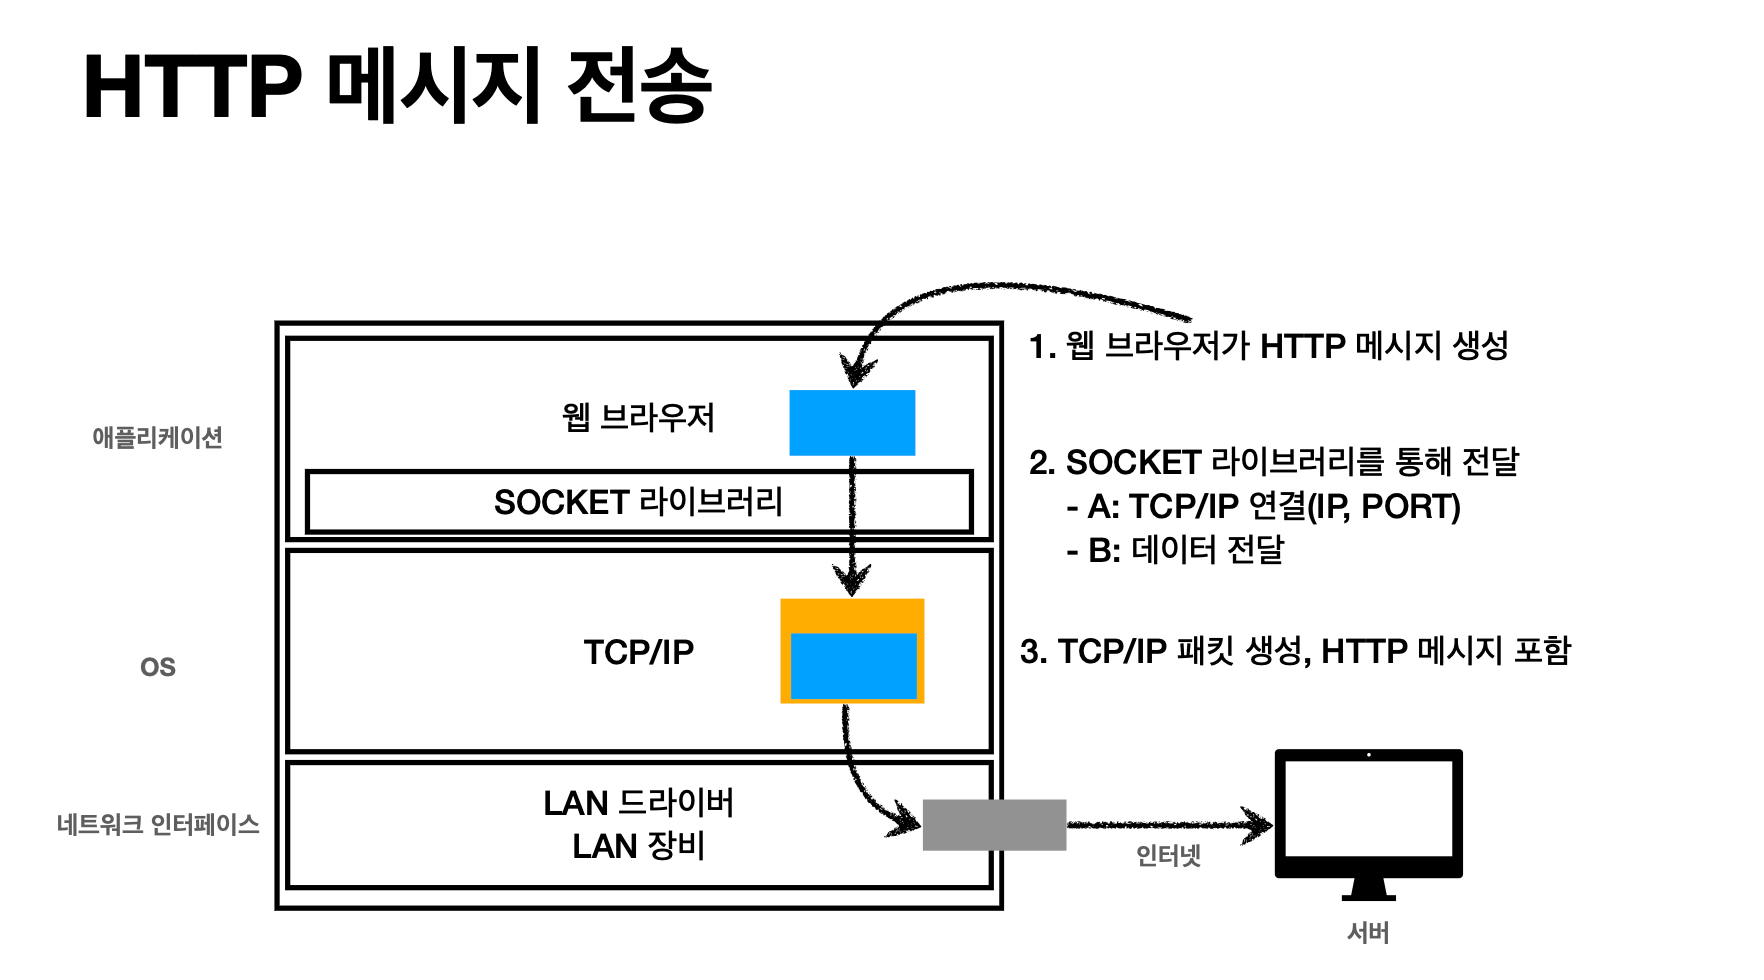 HTTP 메시지 전송
1. 웹 브라우저가 HTTP 메시지 생성
애플리케이션
웹 브라우저
SOCKET 라이브러리
2. SOCKET 라이브러리를 통해 전달
- A: TCP/IP 연결(IP, PORT)
- B: 데이터 전달
OS
TCP/IP
3. TCP/IP 패킷 생성, HTTP 메시지 포함
네트워크 인터페이스
LAN 드라이버
LAN 장비
인터넷
서버